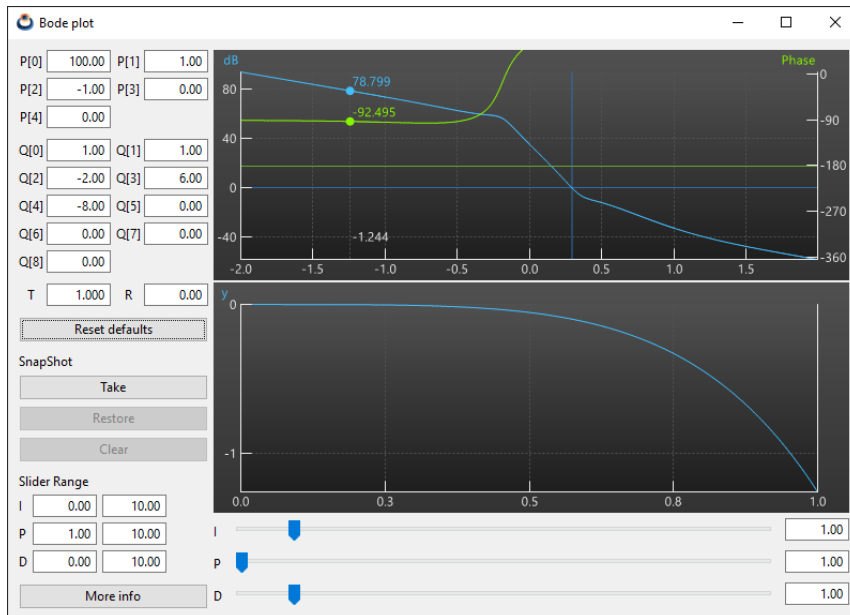 Bode plot
P[0] 100.00 P[1] 1.00
P[2] -1.00 P[3] 0.00
P[4] 0.00
Q[0] 1.00 Q[1] 1.00
Q[2] -2.00 Q[3] 6.00
Q[4] -8.00 Q[5] 0.00
Q[6] 0.00 Q[7] 0.00
Q[8] 0.00
T 1.000 R 0.00
Reset defaults
SnapShot
Take
Restore
Clear
Slider Range
I 0.00 10.00
P 1.00 10.00
D 0.00 10.00
More info
dB Phase
78.799
-92.495
-1.244
80
40
0
-40
0
-90
-180
-270
-360
-2.0 -1.5 -1.0 -0.5 0.0 0.5 1.0 1.5
y
0
-1
0.0 0.3 0.5 0.8 1.0
I 1.00
P 1.00
D 1.00